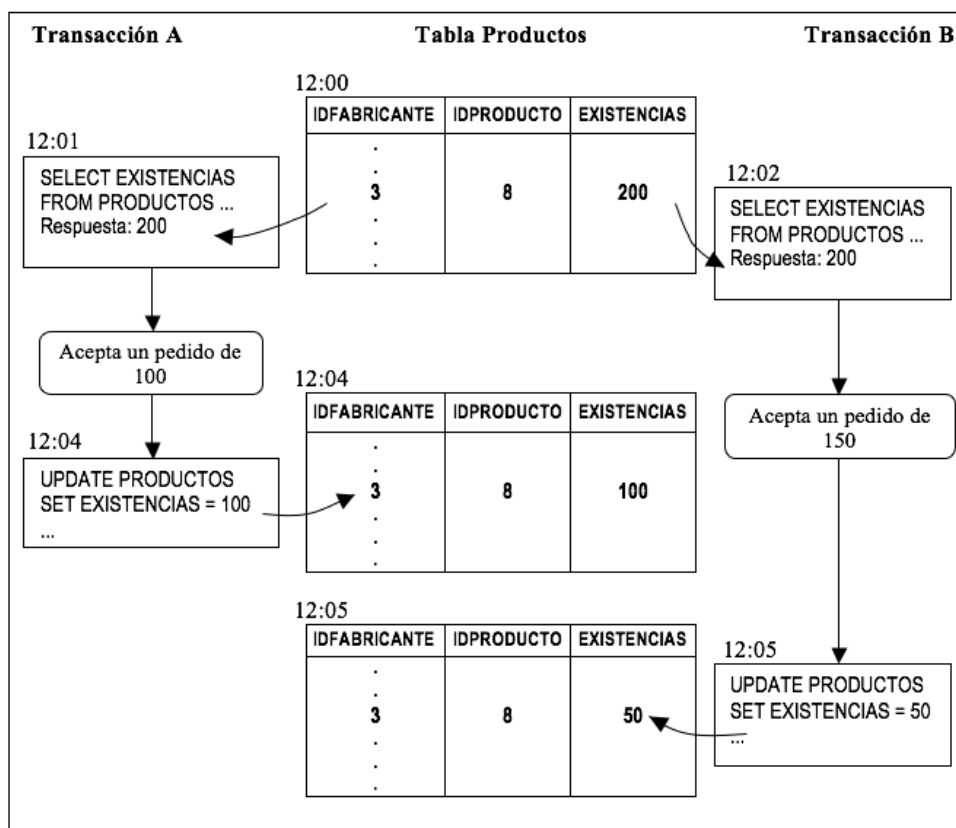 Transacción A
Tabla Productos
Transacción B
12:00
IDFABRICANTE IDPRODUCTO EXISTENCIAS
3 8 200
12:01
SELECT EXISTENCIAS
FROM PRODUCTOS ...
Respuesta: 200
12:02
SELECT EXISTENCIAS
FROM PRODUCTOS ...
Respuesta: 200
Acepta un pedido de
100
12:04
IDFABRICANTE IDPRODUCTO EXISTENCIAS
3 8 100
Acepta un pedido de
150
12:04
UPDATE PRODUCTOS
SET EXISTENCIAS = 100
...
12:05
IDFABRICANTE IDPRODUCTO EXISTENCIAS
3 8 50
12:05
UPDATE PRODUCTOS
SET EXISTENCIAS = 50
...